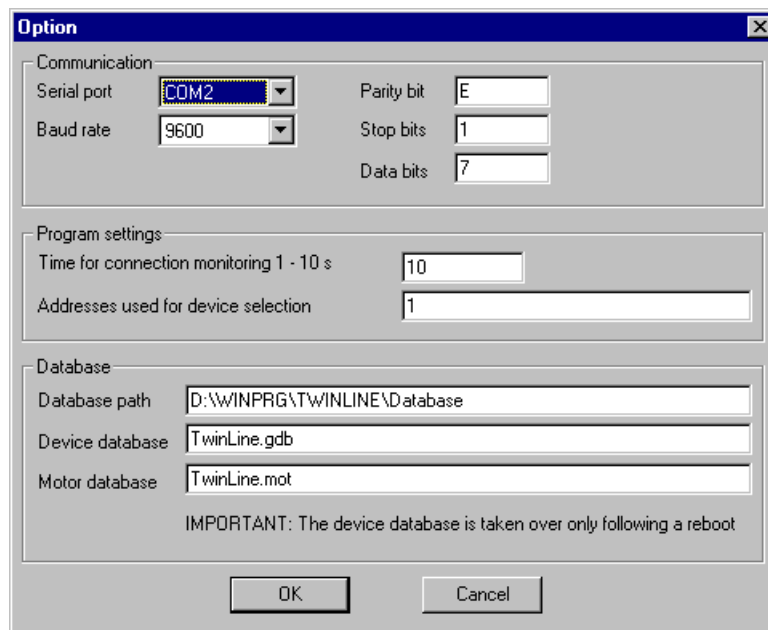 Option
Communication
Serial port COM2 Parity bit E
Baud rate 9600 Stop bits 1
Data bits 7
Program settings
Time for connection monitoring 1 - 10 s 10
Addresses used for device selection 1
Database
Database path D:\WINPRG\TWINLINE\Database
Device database TwinLine.gdb
Motor database TwinLine.mot
IMPORTANT: The device database is taken over only following a reboot
OK Cancel